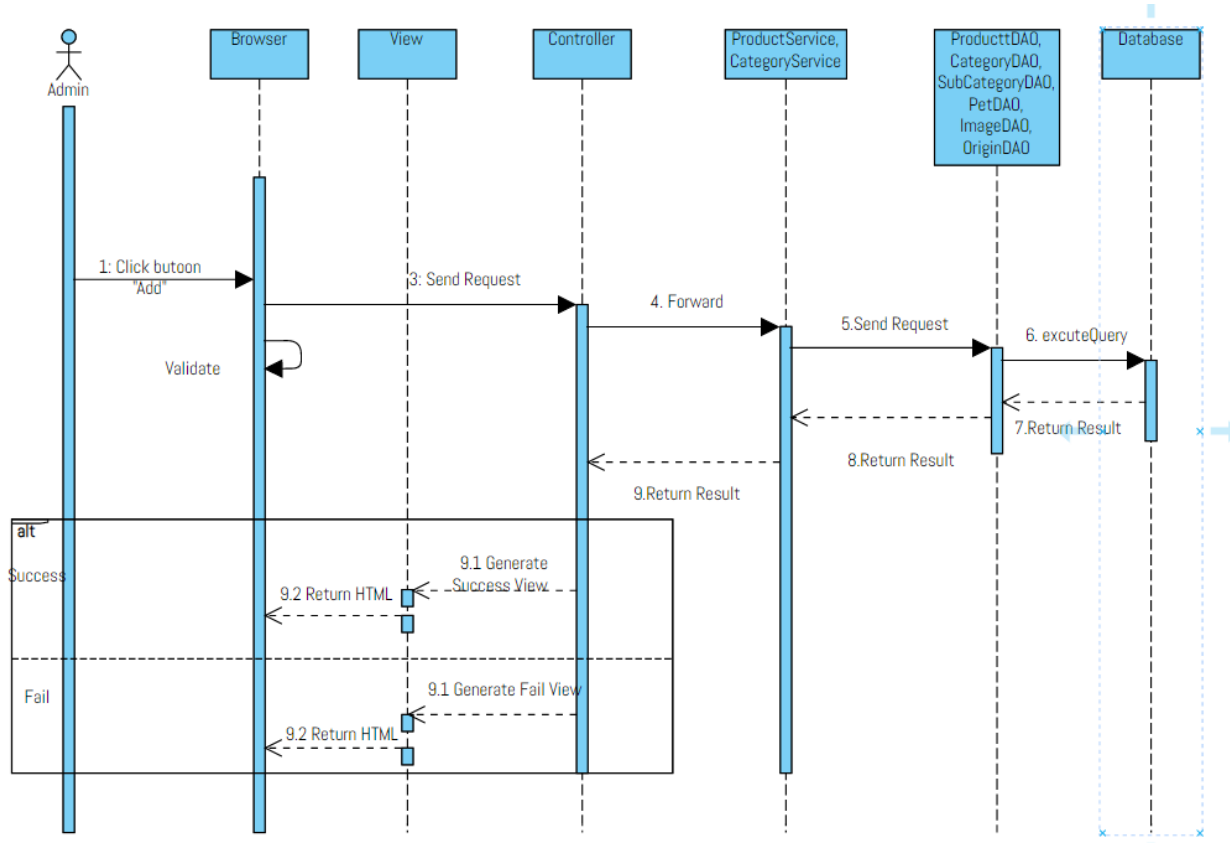 Admin
Browser
View
Controller
ProductService,
CategoryService
ProducttDAO,
CategoryDAO,
SubCategoryDAO,
PetDAO,
ImageDAO,
OriginDAO
Database
1: Click butoon
"Add"
3: Send Request
4. Forward
5.Send Request
6. excuteQuery
Validate
7.Return Result
8.Return Result
9.Return Result
alt
Success
9.1 Generate
Success View
9.2 Return HTML
Fail
9.1 Generate Fail View
9.2 Return HTML